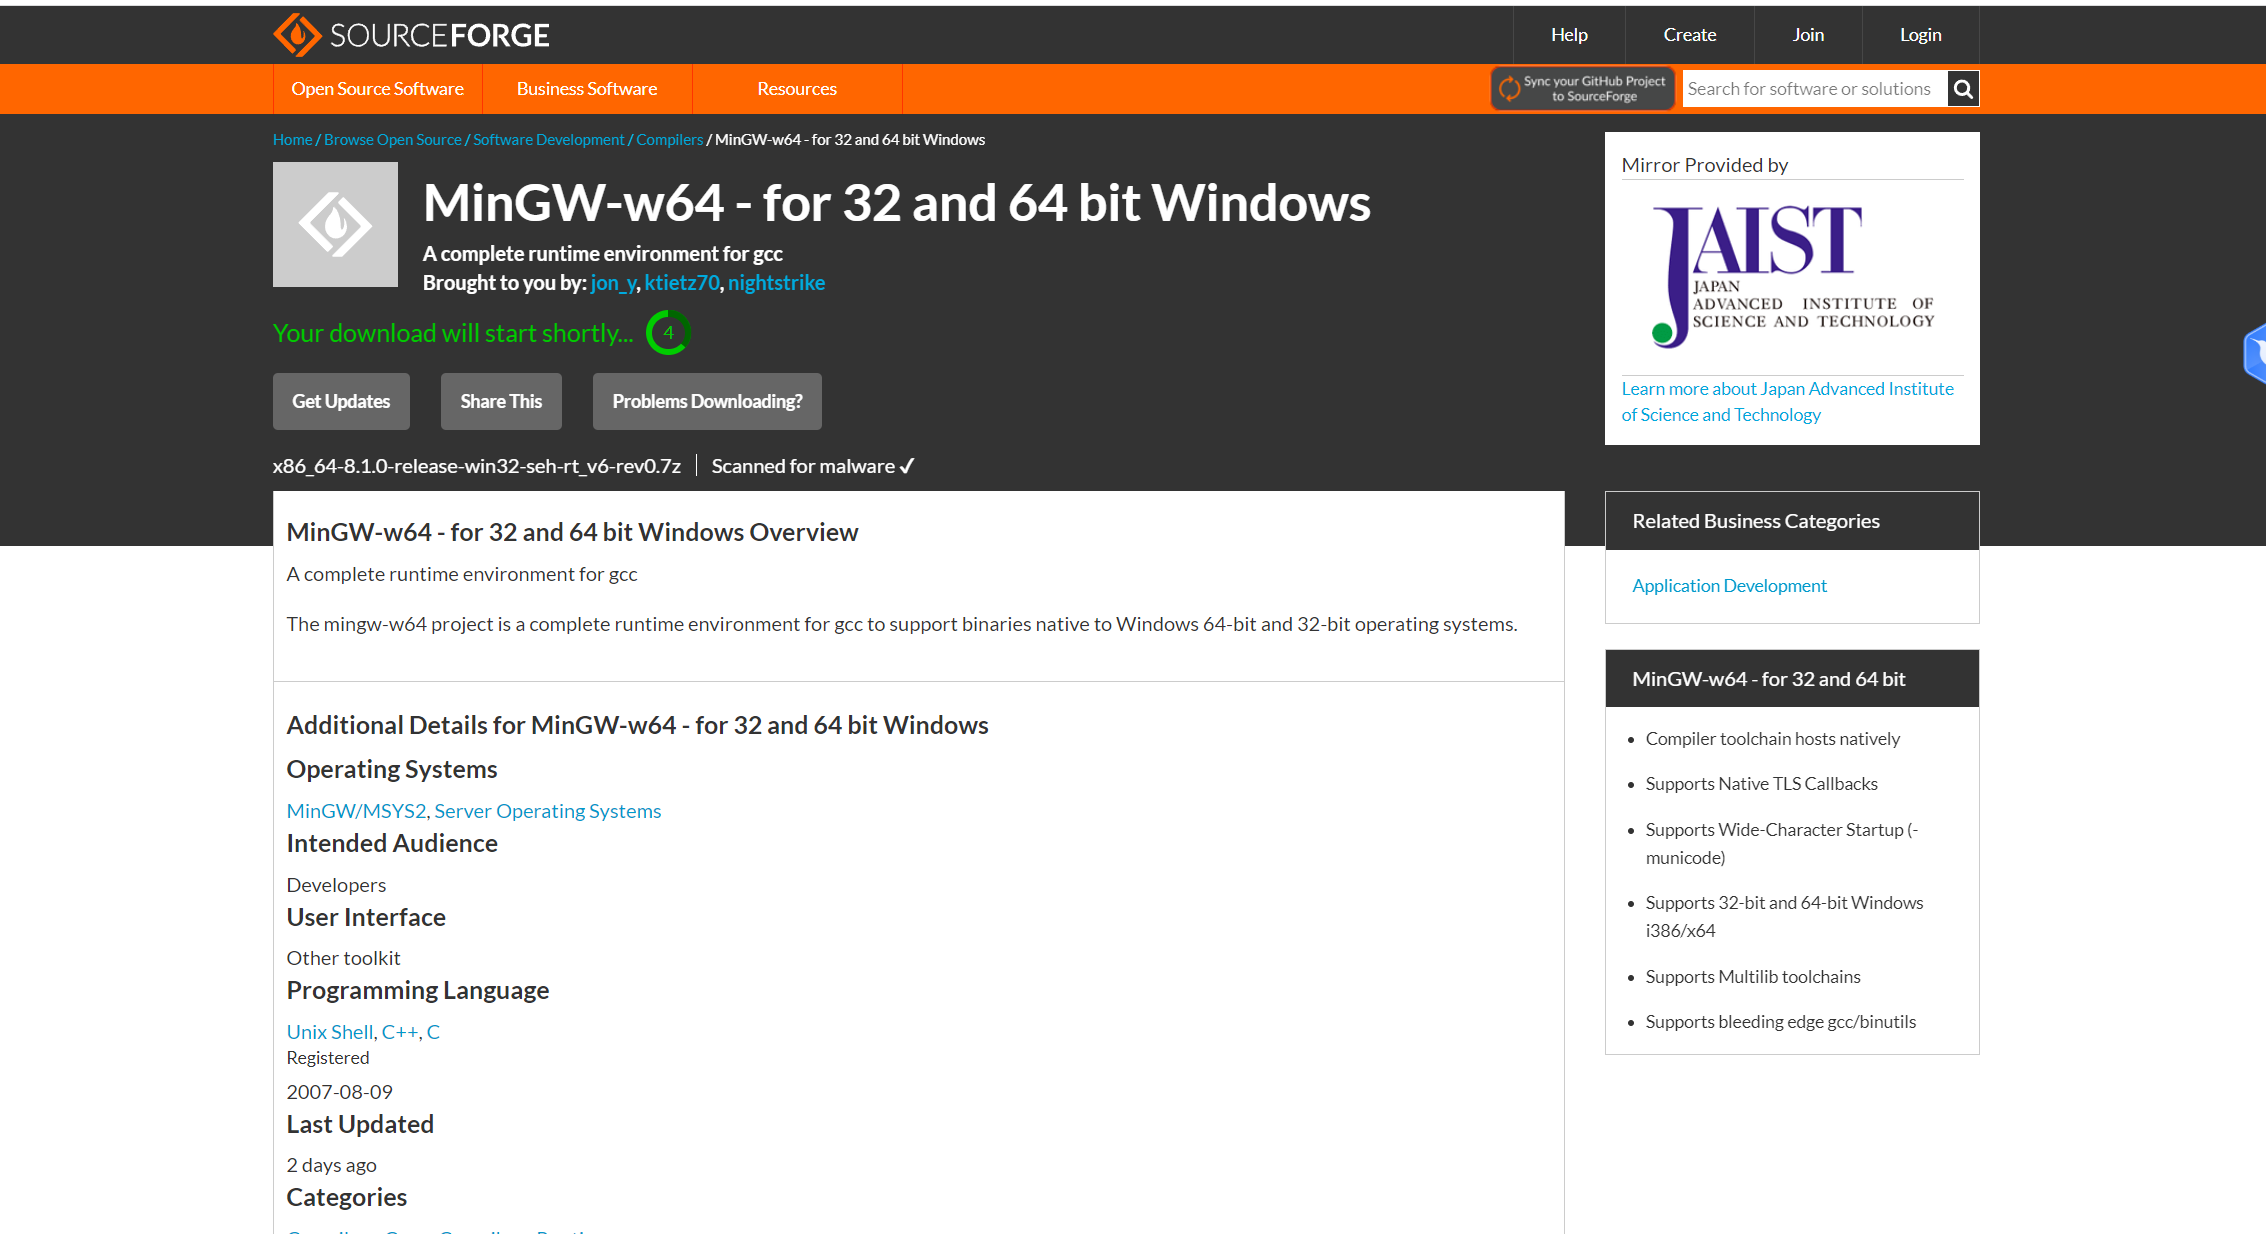 SOURCEFORGE
Help
Create
Join
Login
Open Source Software
Business Software
Resources
Sync your GitHub Project
to SourceForge
Search for software or solutions
Home / Browse Open Source / Software Development / Compilers / MinGW-w64 - for 32 and 64 bit Windows
MinGW-w64 - for 32 and 64 bit Windows
A complete runtime environment for gcc
Brought to you by: jon_y, ktietz70, nightstrike
Your download will start shortly... 4
Get Updates
Share This
Problems Downloading?
x86_64-8.1.0-release-win32-seh-rt_v6-rev0.7z
Scanned for malware ✓
Mirror Provided by
JAIST
JAPAN
ADVANCED INSTITUTE OF
SCIENCE AND TECHNOLOGY
Learn more about Japan Advanced Institute
of Science and Technology
MinGW-w64 - for 32 and 64 bit Windows Overview
A complete runtime environment for gcc
The mingw-w64 project is a complete runtime environment for gcc to support binaries native to Windows 64-bit and 32-bit operating systems.
Additional Details for MinGW-w64 - for 32 and 64 bit Windows
Operating Systems
MinGW/MSYS2, Server Operating Systems
Intended Audience
Developers
User Interface
Other toolkit
Programming Language
Unix Shell, C++, C
Registered
2007-08-09
Last Updated
2 days ago
Categories
Related Business Categories
Application Development
MinGW-w64 - for 32 and 64 bit
• Compiler toolchain hosts natively
• Supports Native TLS Callbacks
• Supports Wide-Character Startup (-
municode)
• Supports 32-bit and 64-bit Windows
i386/x64
• Supports Multilib toolchains
• Supports bleeding edge gcc/binutils